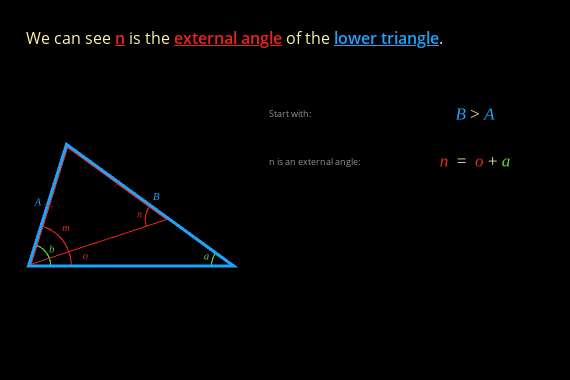 We can see n is the external angle of the lower triangle.
Start with:
B > A
n is an external angle:
n = o + a
A
B
n
m
b
o
a